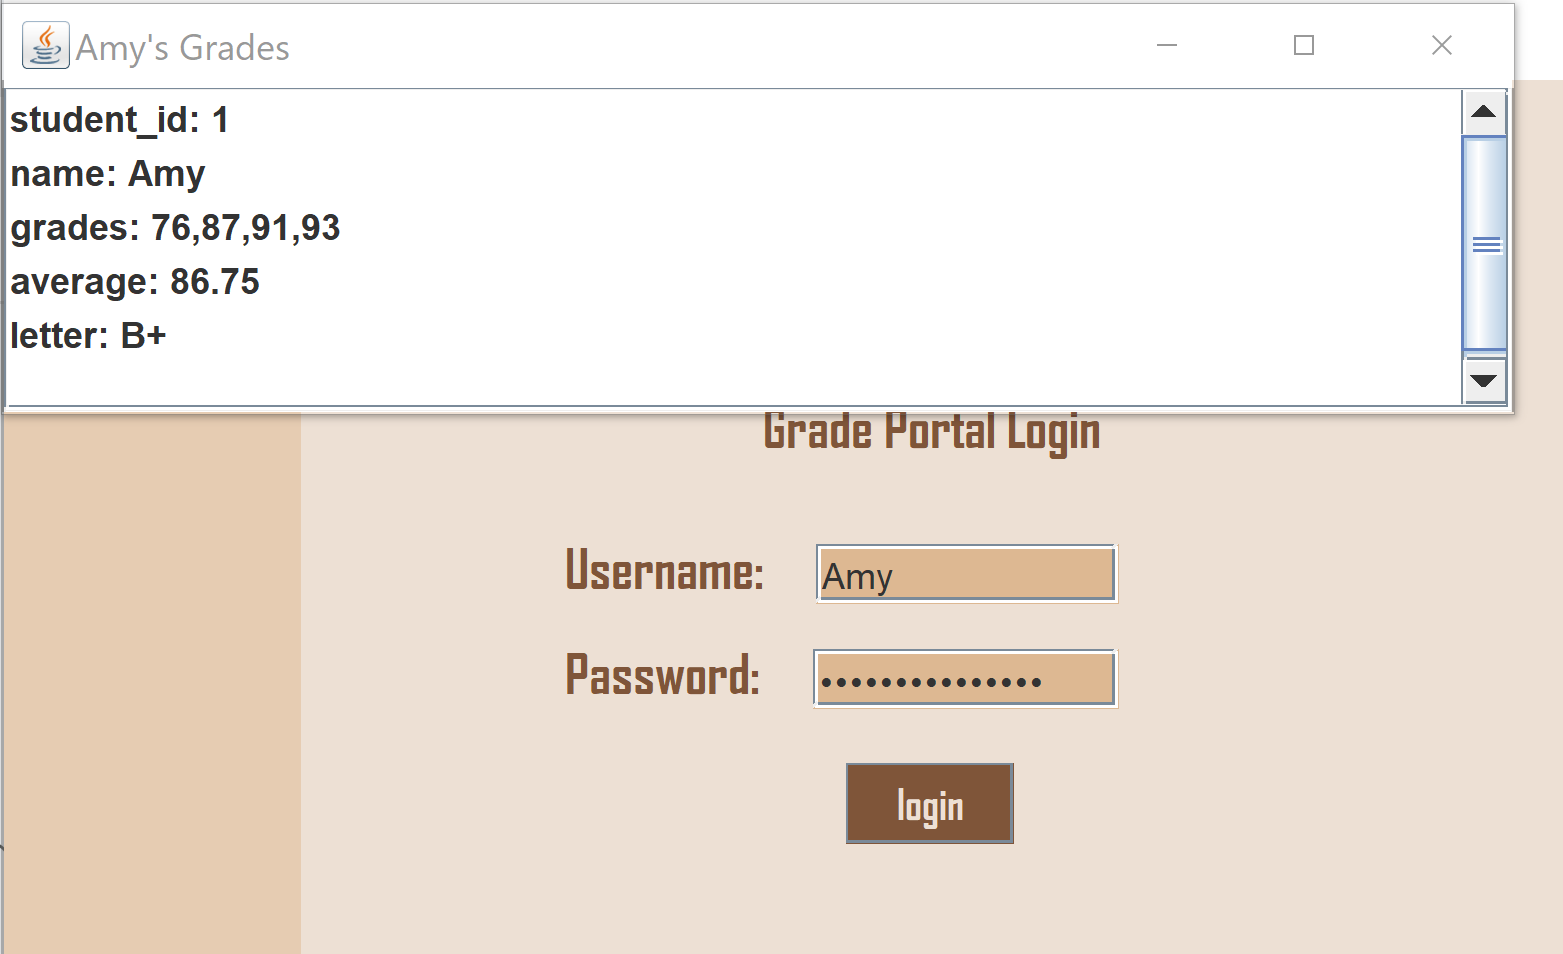 Amy's Grades
student_id: 1
name: Amy
grades: 76,87,91,93
average: 86.75
letter: B+
Grade Portal Login
Username:
Amy
Password:
•••••••••••••••
login